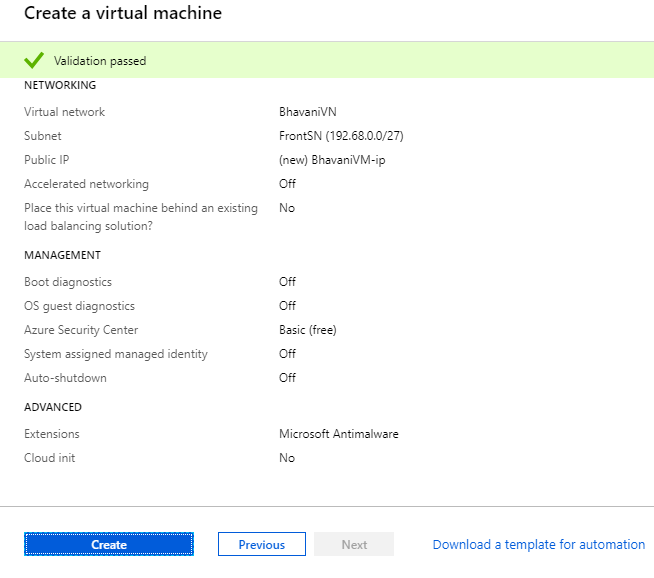 Create a virtual machine
Validation passed
NETWORKING
Virtual network BhavaniVN
Subnet FrontSN (192.68.0.0/27)
Public IP (new) BhavaniVM-ip
Accelerated networking Off
Place this virtual machine behind an existing No
load balancing solution?
MANAGEMENT
Boot diagnostics Off
OS guest diagnostics Off
Azure Security Center Basic (free)
System assigned managed identity Off
Auto-shutdown Off
ADVANCED
Extensions Microsoft Antimalware
Cloud init No
Create Previous Next Download a template for automation